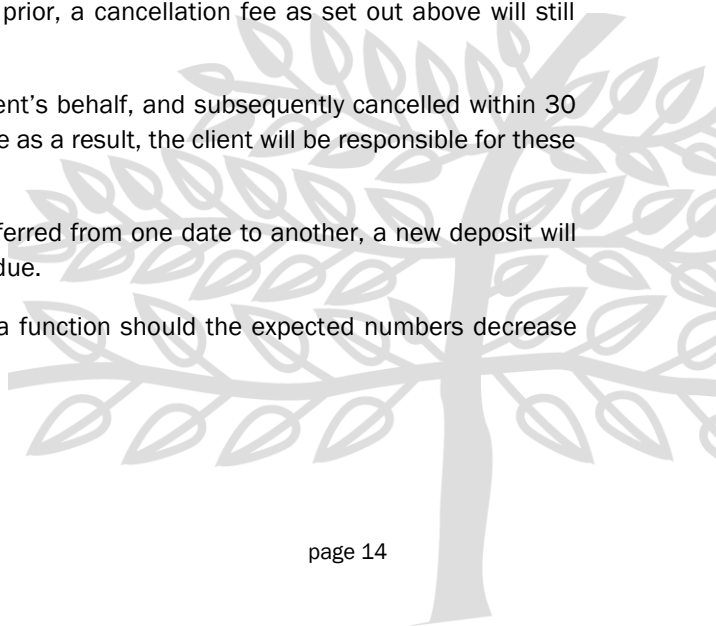 prior, a cancellation fee as set out above will still
ent’s behalf, and subsequently cancelled within 30
e as a result, the client will be responsible for these
ferred from one date to another, a new deposit will
due.
a function should the expected numbers decrease
page 14